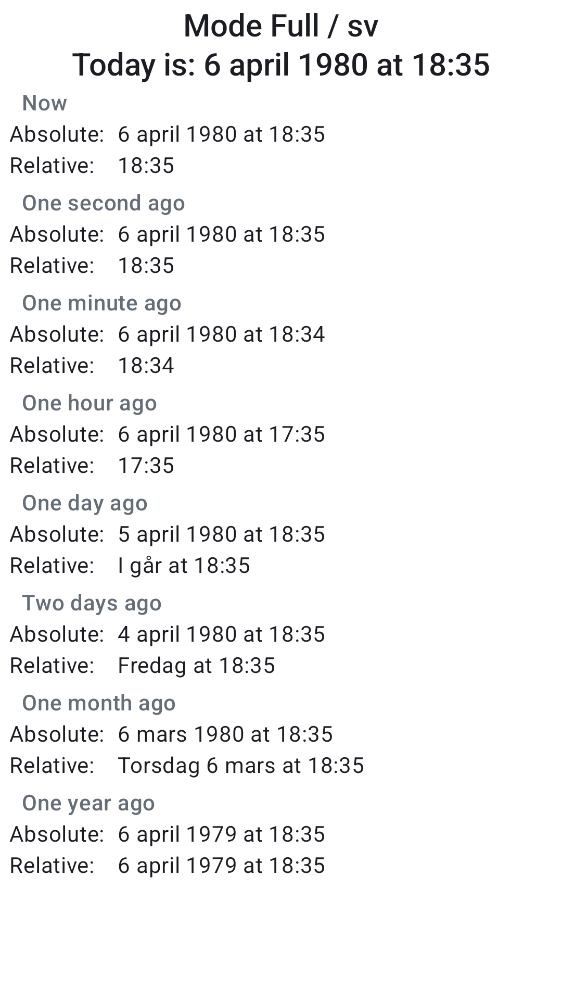 Mode Full / sv
Today is: 6 april 1980 at 18:35
Now
Absolute: 6 april 1980 at 18:35
Relative: 18:35
One second ago
Absolute: 6 april 1980 at 18:35
Relative: 18:35
One minute ago
Absolute: 6 april 1980 at 18:34
Relative: 18:34
One hour ago
Absolute: 6 april 1980 at 17:35
Relative: 17:35
One day ago
Absolute: 5 april 1980 at 18:35
Relative: I går at 18:35
Two days ago
Absolute: 4 april 1980 at 18:35
Relative: Fredag at 18:35
One month ago
Absolute: 6 mars 1980 at 18:35
Relative: Torsdag 6 mars at 18:35
One year ago
Absolute: 6 april 1979 at 18:35
Relative: 6 april 1979 at 18:35